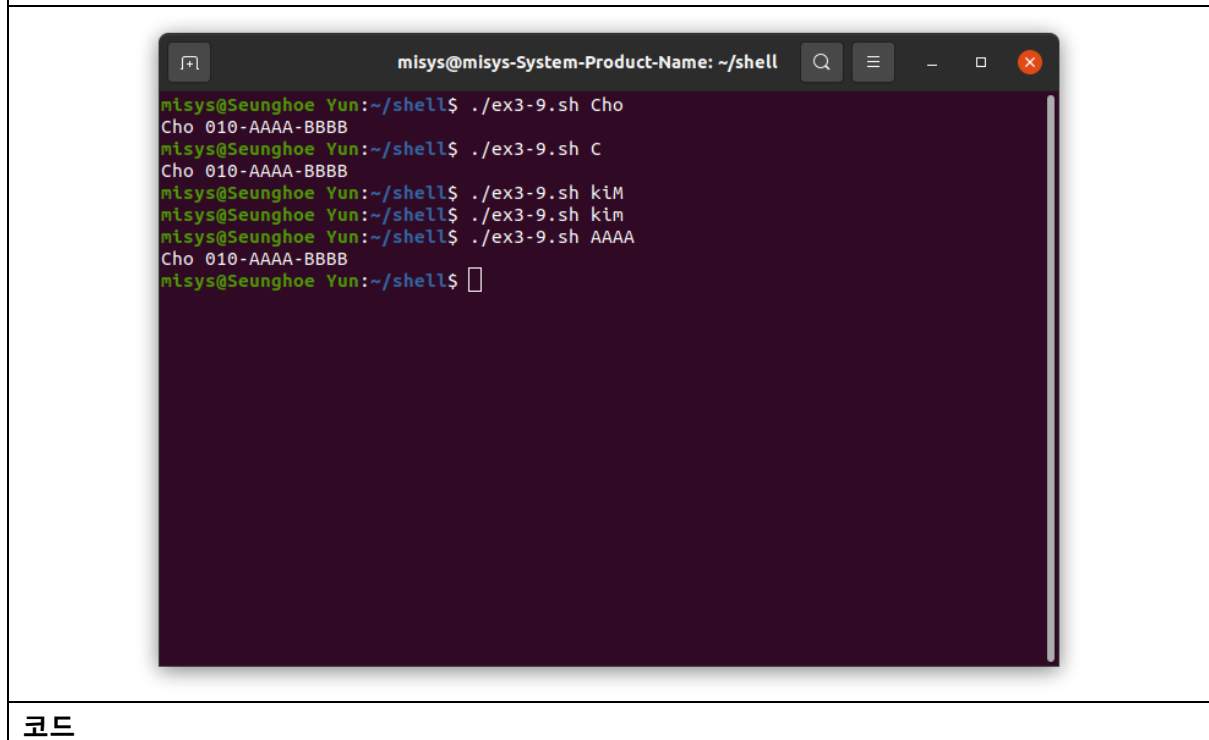 misys@misys-System-Product-Name: ~/shell
misys@Seunghoe Yun:~/shell$ ./ex3-9.sh Cho
Cho 010-AAAA-BBBB
misys@Seunghoe Yun:~/shell$ ./ex3-9.sh C
Cho 010-AAAA-BBBB
misys@Seunghoe Yun:~/shell$ ./ex3-9.sh kiM
misys@Seunghoe Yun:~/shell$ ./ex3-9.sh kim
misys@Seunghoe Yun:~/shell$ ./ex3-9.sh AAAA
Cho 010-AAAA-BBBB
misys@Seunghoe Yun:~/shell$
코드